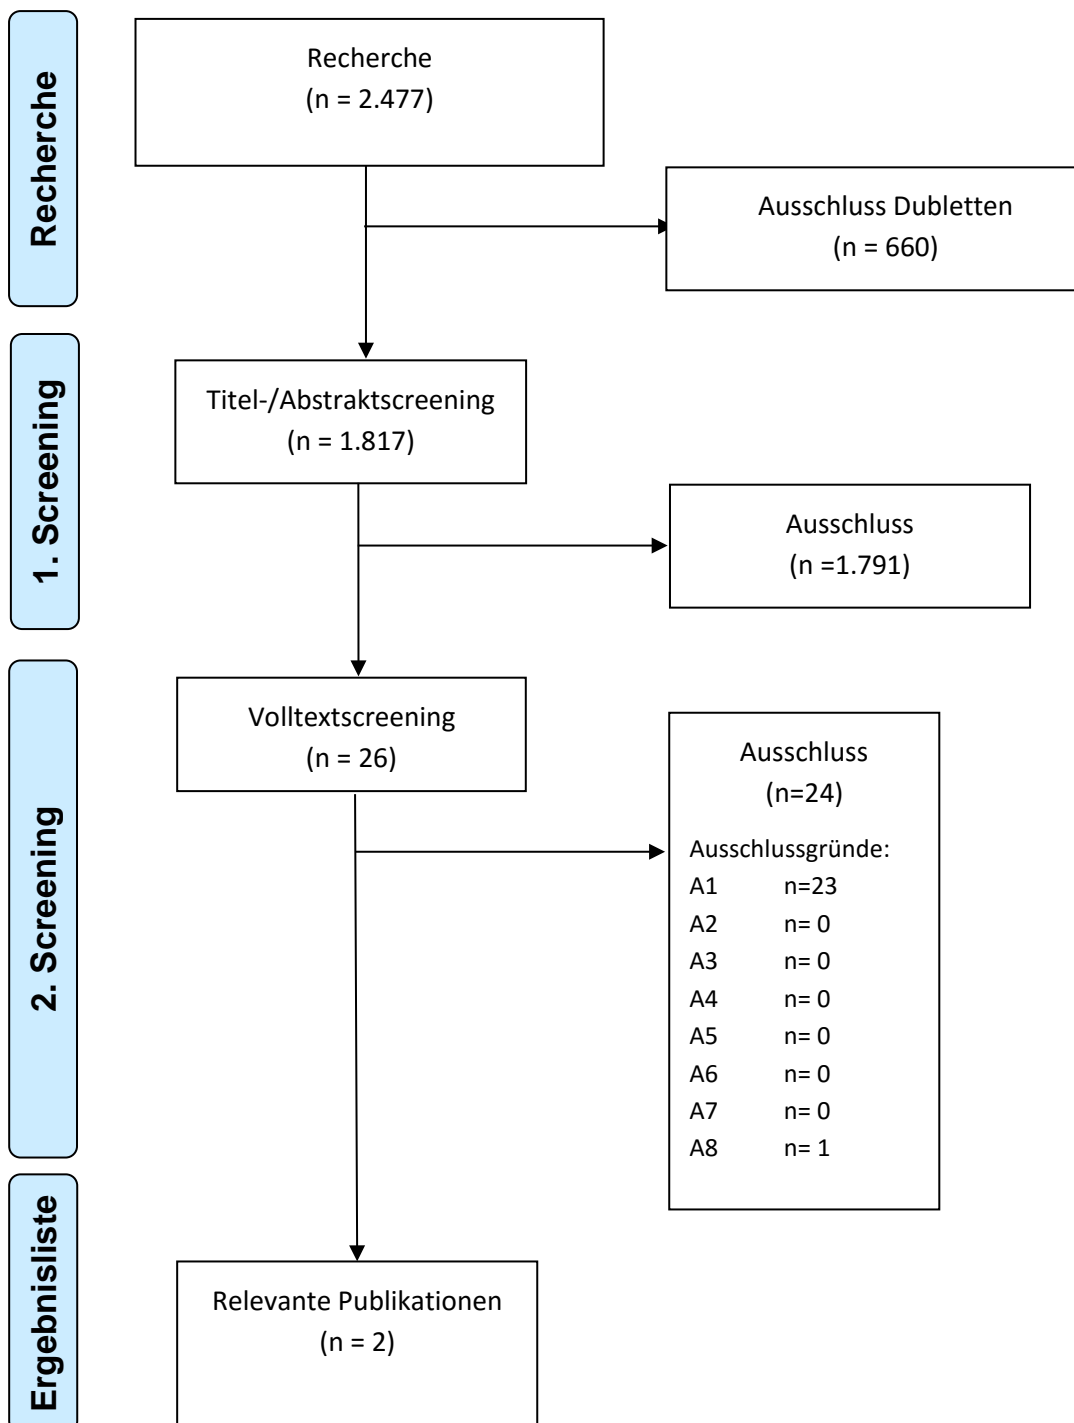 Recherche
Recherche
(n = 2.477)
Ausschluss Dubletten
(n = 660)
1. Screening
Titel-/Abstraktscreening
(n = 1.817)
Ausschluss
(n =1.791)
2. Screening
Volltextscreening
(n = 26)
Ausschluss
(n=24)
Ausschlussgründe:
A1 n=23
A2 n= 0
A3 n= 0
A4 n= 0
A5 n= 0
A6 n= 0
A7 n= 0
A8 n= 1
Ergebnisliste
Relevante Publikationen
(n = 2)